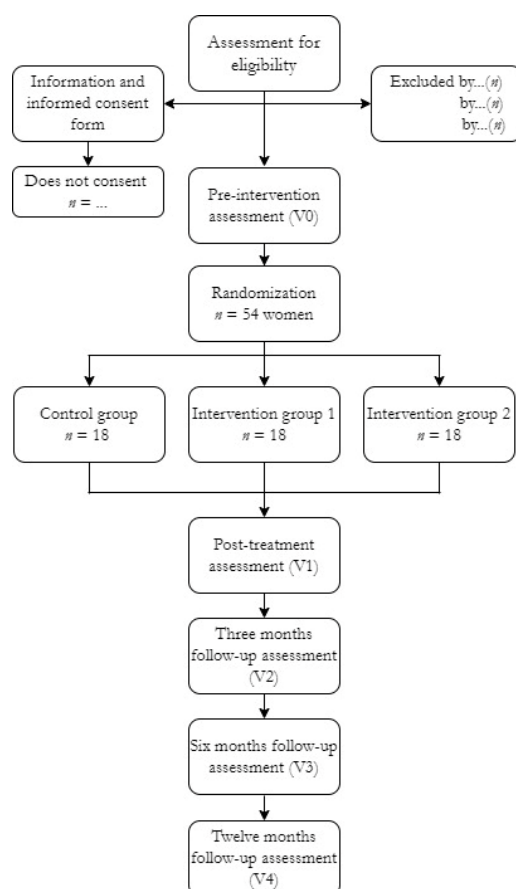 Assessment for
eligibility
Information and
informed consent
form
Excluded by...(n)
by...(n)
by...(n)
Does not consent
n = ...
Pre-intervention
assessment (V0)
Randomization
n = 54 women
Control group
n = 18
Intervention group 1
n = 18
Intervention group 2
n = 18
Post-treatment
assessment (V1)
Three months
follow-up assessment
(V2)
Six months follow-up
assessment (V3)
Twelve months
follow-up assessment
(V4)